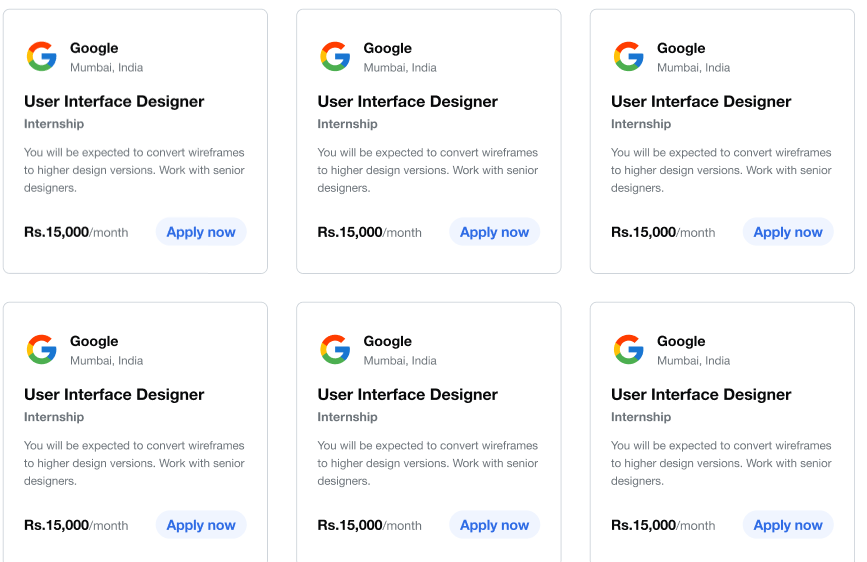 Google
Mumbai, India
User Interface Designer
Internship
You will be expected to convert wireframes
to higher design versions. Work with senior
designers.
Rs.15,000/month Apply now
Google
Mumbai, India
User Interface Designer
Internship
You will be expected to convert wireframes
to higher design versions. Work with senior
designers.
Rs.15,000/month Apply now
Google
Mumbai, India
User Interface Designer
Internship
You will be expected to convert wireframes
to higher design versions. Work with senior
designers.
Rs.15,000/month Apply now
Google
Mumbai, India
User Interface Designer
Internship
You will be expected to convert wireframes
to higher design versions. Work with senior
designers.
Rs.15,000/month Apply now
Google
Mumbai, India
User Interface Designer
Internship
You will be expected to convert wireframes
to higher design versions. Work with senior
designers.
Rs.15,000/month Apply now
Google
Mumbai, India
User Interface Designer
Internship
You will be expected to convert wireframes
to higher design versions. Work with senior
designers.
Rs.15,000/month Apply now